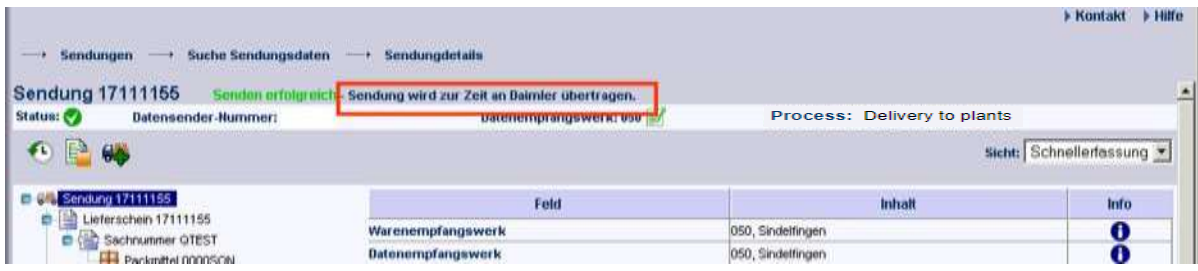 Kontakt Hilfe
Sendungen Suche Sendungsdaten Sendungdetails
Sendung 17111155 Senden erfolgreich - Sendung wird zur Zeit an Daimler übertragen.
Status: Datensender-Nummer: Datenempfangswerk: 050 Process: Delivery to plants
Sicht: Schnellerfassung
Sendung 17111155
Feld Inhalt Info
Lieferschein 17111155
Warenempfangswerk 050, Sindelfingen
Sachnummer QTEST
Datenempfangswerk 050, Sindelfingen
Packmittel 0000SON